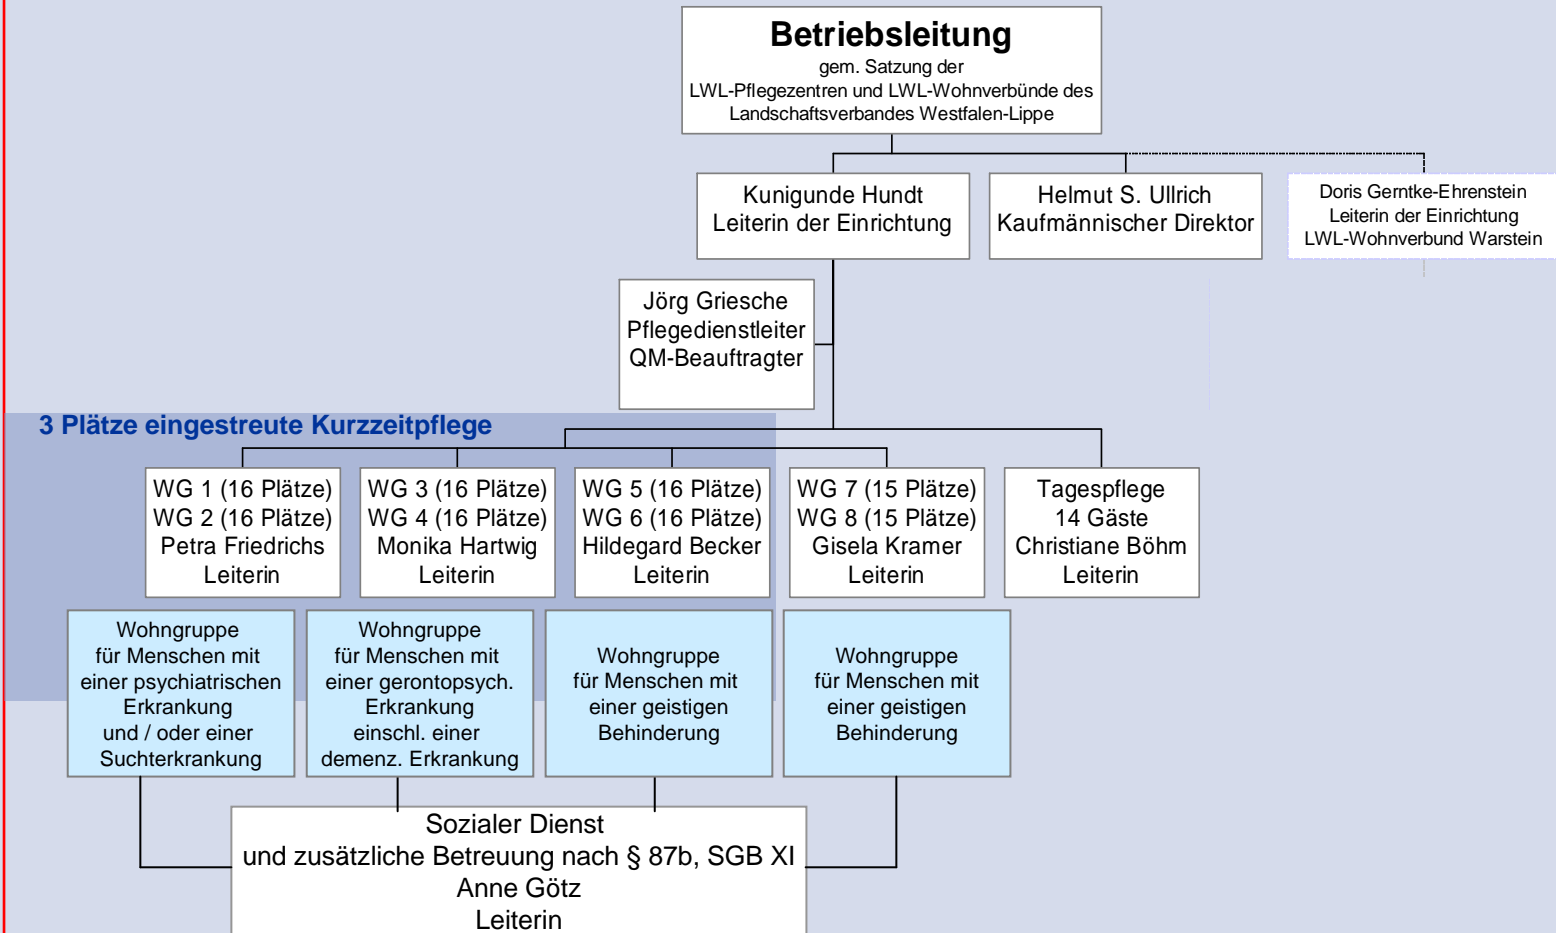 Betriebsleitung
gem. Satzung der
LWL-Pflegezentren und LWL-Wohnverbünde des
Landschaftsverbandes Westfalen-Lippe
Kunigunde Hundt
Leiterin der Einrichtung
Helmut S. Ullrich
Kaufmännischer Direktor
Doris Gerntke-Ehrenstein
Leiterin der Einrichtung
LWL-Wohnverbund Warstein
Jörg Griesche
Pflegedienstleiter
QM-Beauftragter
3 Plätze eingestreute Kurzzeitpflege
WG 1 (16 Plätze)
WG 2 (16 Plätze)
Petra Friedrichs
Leiterin
WG 3 (16 Plätze)
WG 4 (16 Plätze)
Monika Hartwig
Leiterin
WG 5 (16 Plätze)
WG 6 (16 Plätze)
Hildegard Becker
Leiterin
WG 7 (15 Plätze)
WG 8 (15 Plätze)
Gisela Kramer
Leiterin
Tagespflege
14 Gäste
Christiane Böhm
Leiterin
Wohngruppe
für Menschen mit
einer psychiatrischen
Erkrankung
und / oder einer
Suchterkrankung
Wohngruppe
für Menschen mit
einer gerontopsych.
Erkrankung
einschl. einer
demenz. Erkrankung
Wohngruppe
für Menschen mit
einer geistigen
Behinderung
Wohngruppe
für Menschen mit
einer geistigen
Behinderung
Sozialer Dienst
und zusätzliche Betreuung nach § 87b, SGB XI
Anne Götz
Leiterin